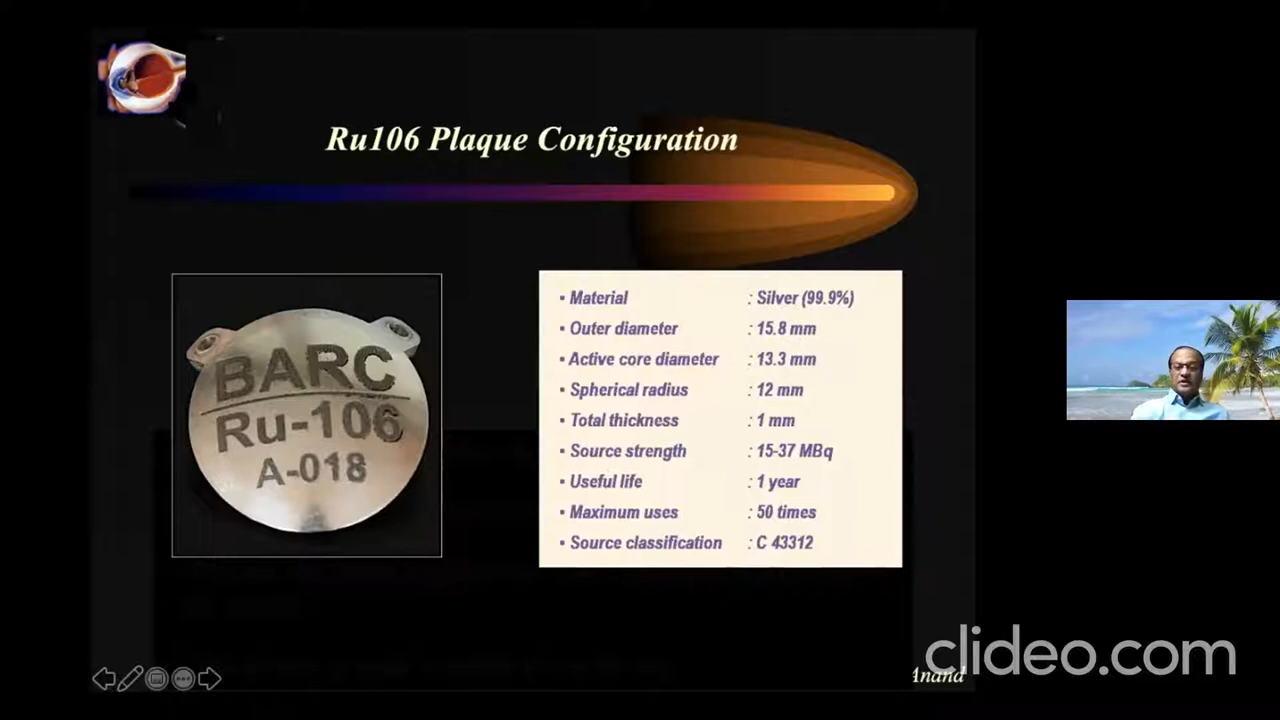 Ru106 Plaque Configuration
BARC
Ru-106
A-018
• Material : Silver (99.9%)
• Outer diameter : 15.8 mm
• Active core diameter : 13.3 mm
• Spherical radius : 12 mm
• Total thickness : 1 mm
• Source strength : 15-37 MBq
• Useful life : 1 year
• Maximum uses : 50 times
• Source classification : C 43312
clideo.com
Anand